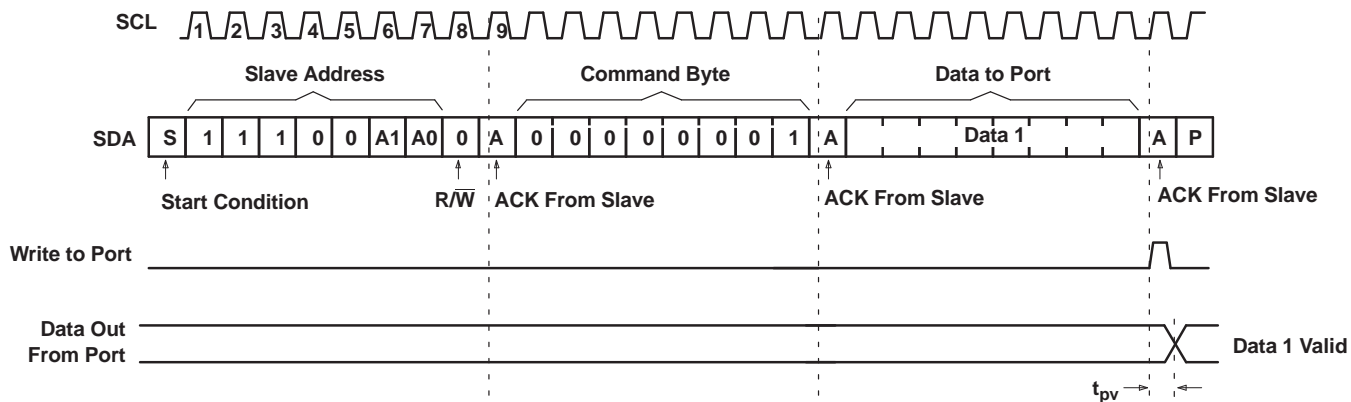 SCL 1 2 3 4 5 6 7 8 9
Slave Address Command Byte Data to Port
SDA S 1 1 1 0 0 A1 A0 0 A 0 0 0 0 0 0 0 1 A Data 1 A P
Start Condition R/W̅ ACK From Slave ACK From Slave ACK From Slave
Write to Port
Data Out
From Port
Data 1 Valid
tpv